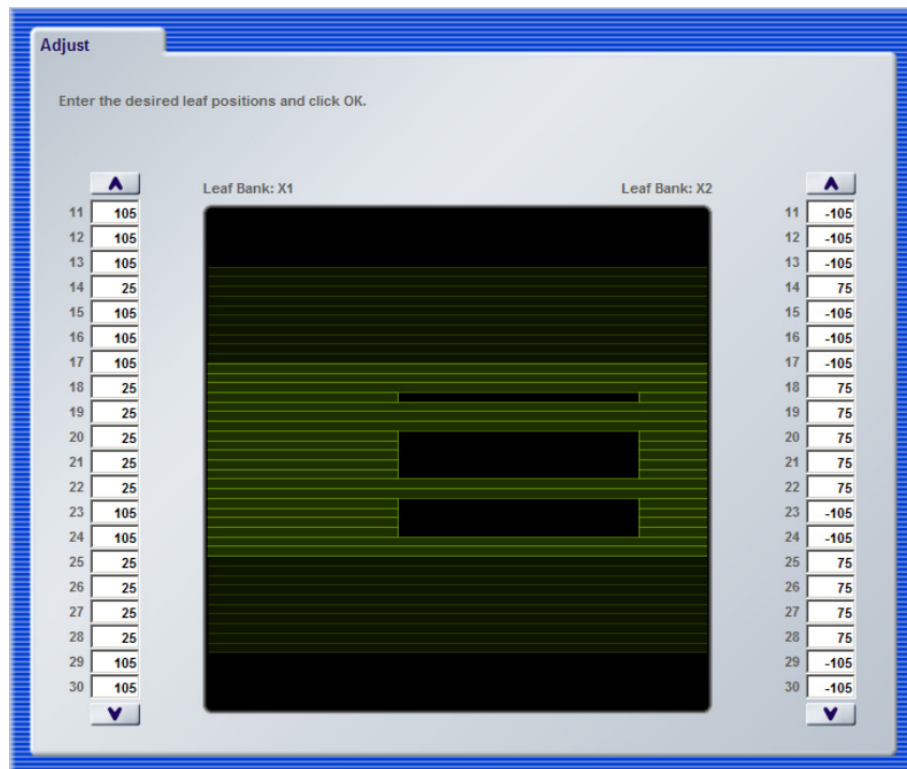 Adjust
Enter the desired leaf positions and click OK.
Leaf Bank: X1 Leaf Bank: X2
11 105 11 -105
12 105 12 -105
13 105 13 -105
14 25 14 75
15 105 15 -105
16 105 16 -105
17 105 17 -105
18 25 18 75
19 25 19 75
20 25 20 75
21 25 21 75
22 25 22 75
23 105 23 -105
24 105 24 -105
25 25 25 75
26 25 26 75
27 25 27 75
28 25 28 75
29 105 29 -105
30 105 30 -105